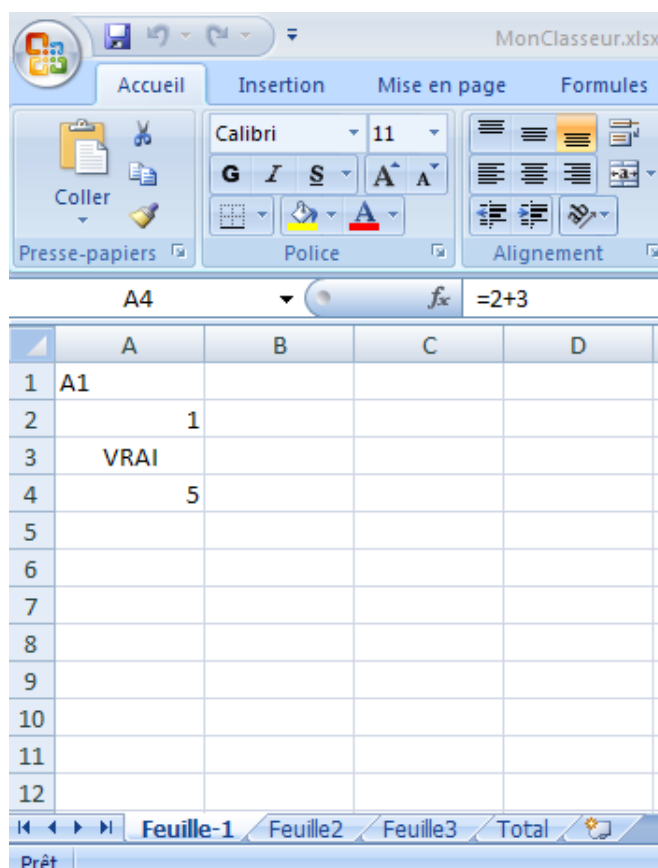 MonClasseur.xlsx
Accueil Insertion Mise en page Formules
Calibri 11
G I S A A
Coller
A
Presse-papiers Police Alignement
A4 fx =2+3
A B C D
1 A1
2 1
3 VRAI
4 5
5
6
7
8
9
10
11
12
Feuille-1 Feuille2 Feuille3 Total
Prêt